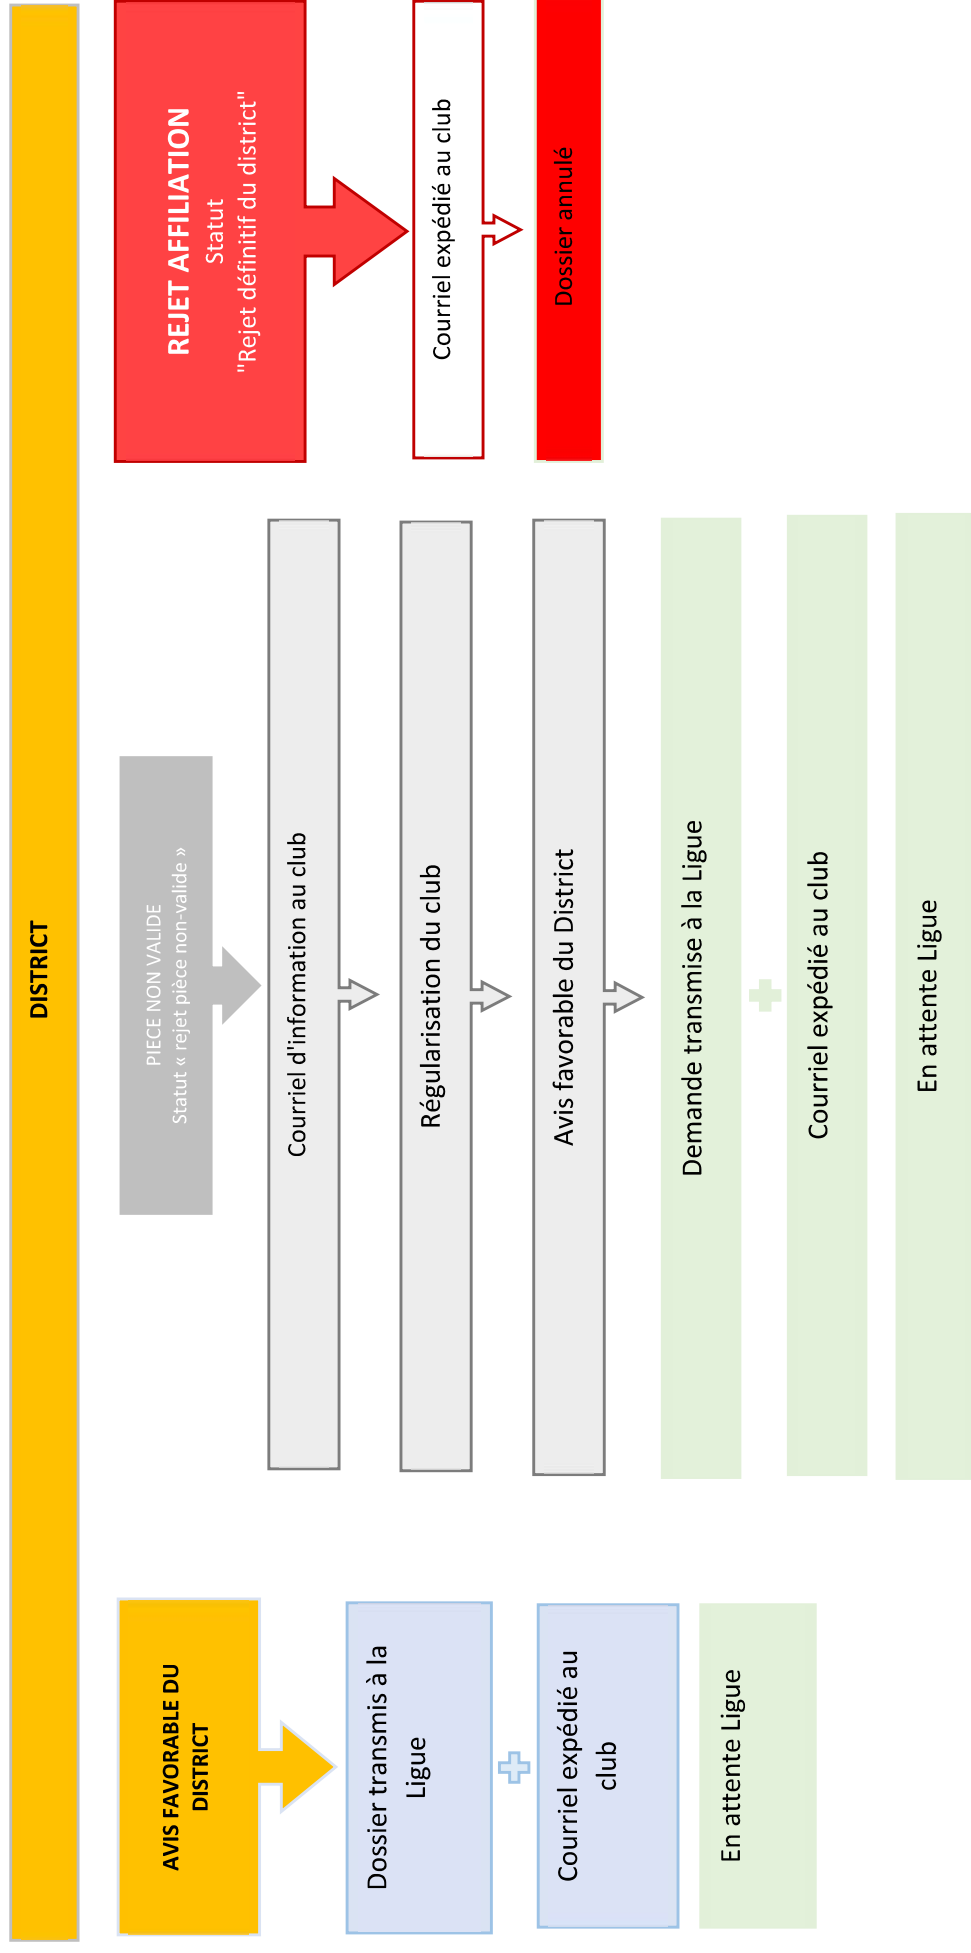 DISTRICT
AVIS FAVORABLE DU
DISTRICT
Dossier transmis à la
Ligue
Courriel expédié au
club
En attente Ligue
PIECE NON VALIDE
Statut « rejet pièce non-valide »
Courriel d'information au club
Régularisation du club
Avis favorable du District
Demande transmise à la Ligue
Courriel expédié au club
En attente Ligue
REJET AFFILIATION
Statut
"Rejet définitif du district"
Courriel expédié au club
Dossier annulé